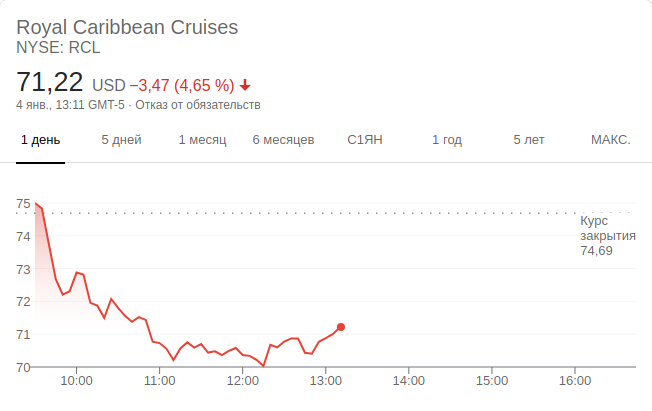 Royal Caribbean Cruises
NYSE: RCL
71,22 USD −3,47 (4,65 %)
4 янв., 13:11 GMT-5 · Отказ от обязательств
1 день 5 дней 1 месяц 6 месяцев С1ЯН 1 год 5 лет МАКС.
75
74
73
72
71
70
Курс
закрытия
74,69
10:00 11:00 12:00 13:00 14:00 15:00 16:00